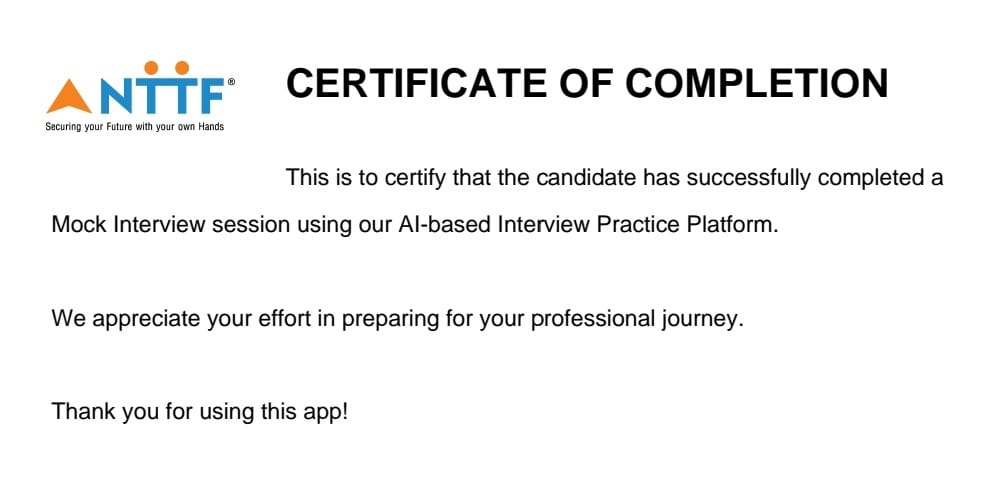 NTTF®
Securing your Future with your own Hands
CERTIFICATE OF COMPLETION
This is to certify that the candidate has successfully completed a
Mock Interview session using our AI-based Interview Practice Platform.
We appreciate your effort in preparing for your professional journey.
Thank you for using this app!